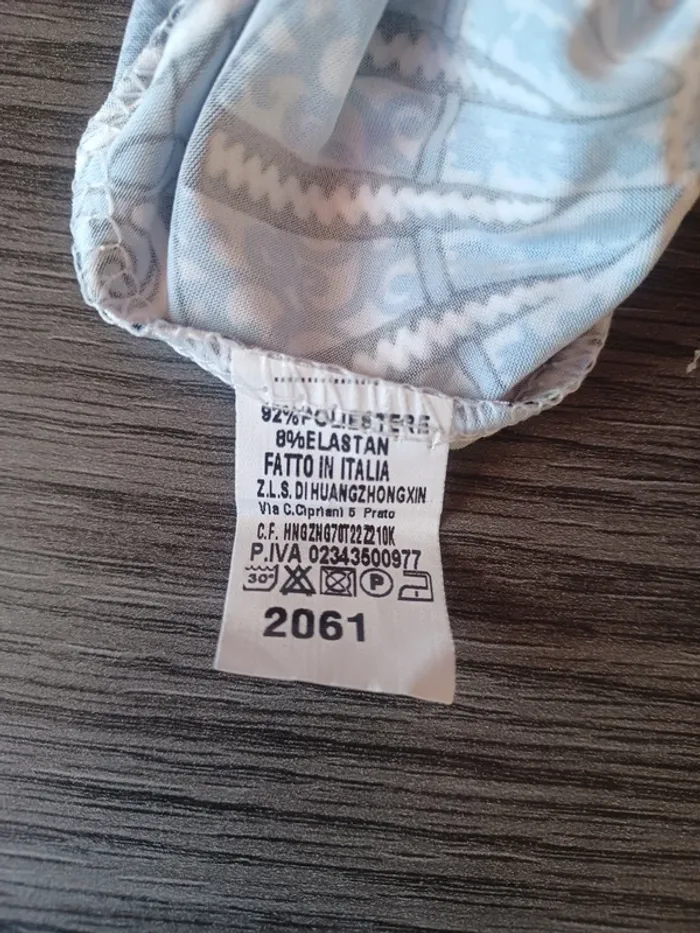 92%POLIESTERE
8%ELASTAN
FATTO IN ITALIA
Z.L.S. DI HUANGZHONGXIN
Via C.Cipriani 5 Prato
C.F. HNGZNG70T22Z210K
P.IVA 02343500977
30° P
2061